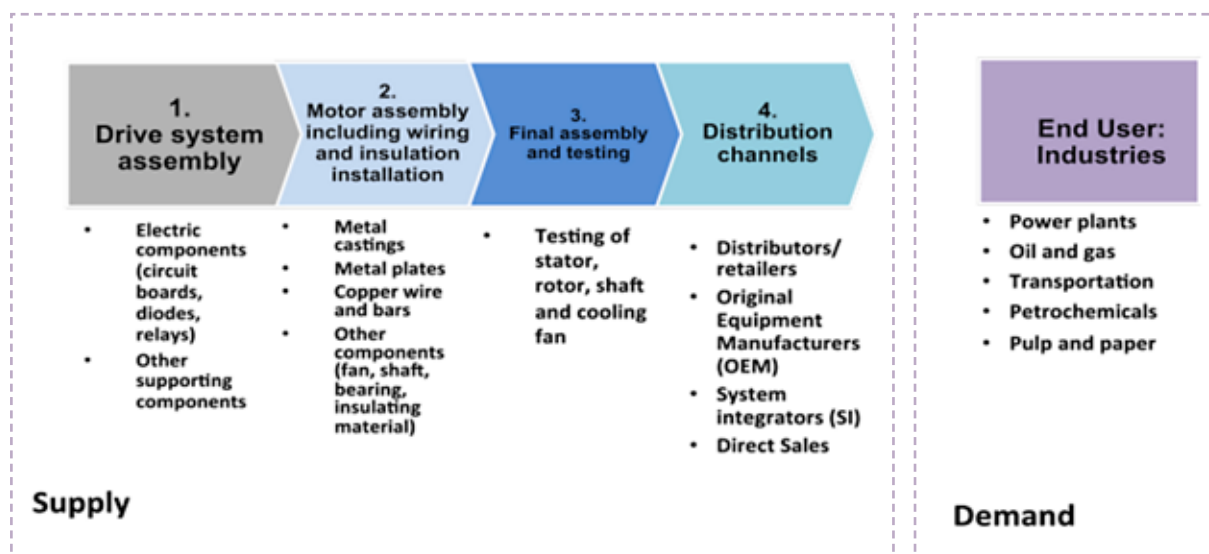 1.
Drive system
assembly
• Electric
components
(circuit
boards,
diodes,
relays)
• Other
supporting
components
2.
Motor assembly
including wiring
and insulation
installation
• Metal
castings
• Metal plates
• Copper wire
and bars
• Other
components
(fan, shaft,
bearing,
insulating
material)
3.
Final assembly
and testing
• Testing of
stator,
rotor, shaft
and cooling
fan
4.
Distribution
channels
• Distributors/
retailers
• Original
Equipment
Manufacturers
(OEM)
• System
integrators (SI)
• Direct Sales
Supply
End User:
Industries
• Power plants
• Oil and gas
• Transportation
• Petrochemicals
• Pulp and paper
Demand